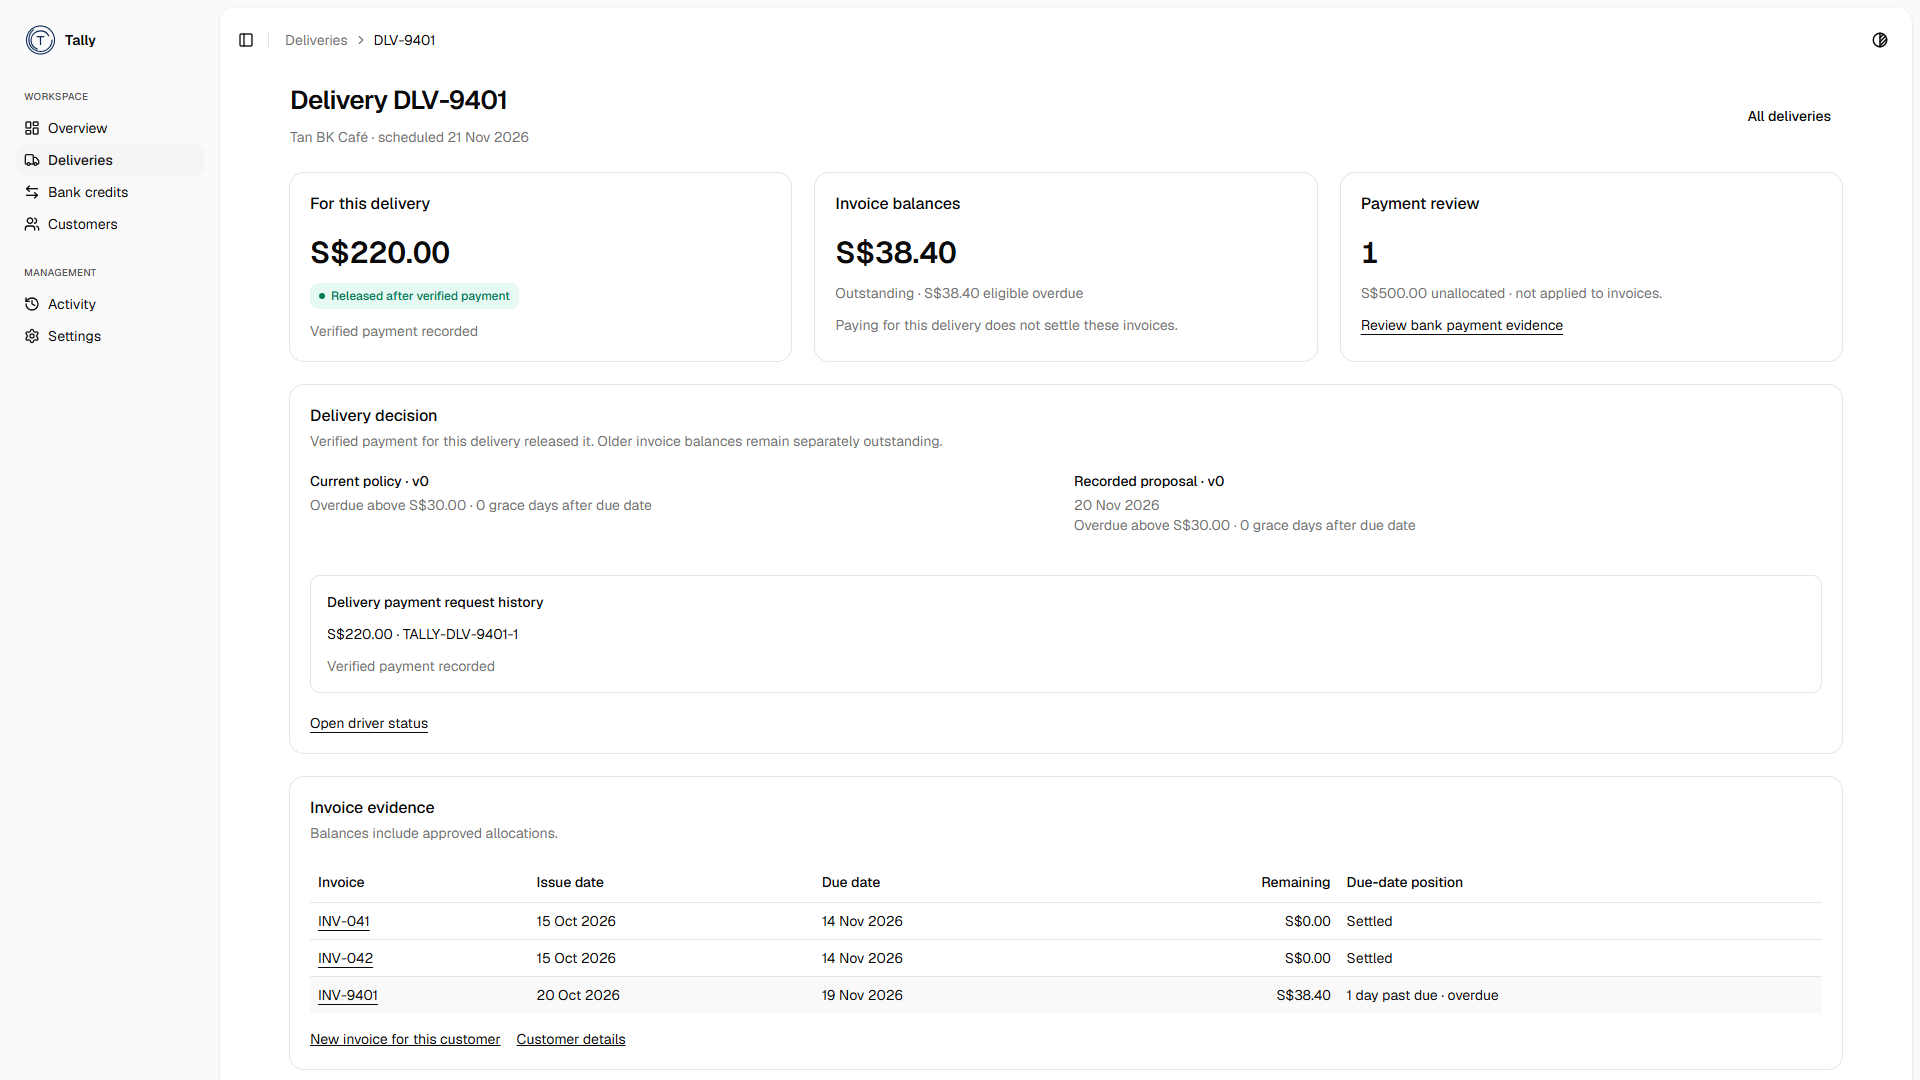 Tally
WORKSPACE
Overview
Deliveries
Bank credits
Customers
MANAGEMENT
Activity
Settings
Deliveries > DLV-9401
Delivery DLV-9401
Tan BK Café · scheduled 21 Nov 2026
All deliveries
For this delivery
S$220.00
Released after verified payment
Verified payment recorded
Invoice balances
S$38.40
Outstanding · S$38.40 eligible overdue
Paying for this delivery does not settle these invoices.
Payment review
1
S$500.00 unallocated · not applied to invoices.
Review bank payment evidence
Delivery decision
Verified payment for this delivery released it. Older invoice balances remain separately outstanding.
Current policy · v0
Overdue above S$30.00 · 0 grace days after due date
Recorded proposal · v0
20 Nov 2026
Overdue above S$30.00 · 0 grace days after due date
Delivery payment request history
S$220.00 · TALLY-DLV-9401-1
Verified payment recorded
Open driver status
Invoice evidence
Balances include approved allocations.
Invoice Issue date Due date Remaining Due-date position
INV-041 15 Oct 2026 14 Nov 2026 S$0.00 Settled
INV-042 15 Oct 2026 14 Nov 2026 S$0.00 Settled
INV-9401 20 Oct 2026 19 Nov 2026 S$38.40 1 day past due · overdue
New invoice for this customer Customer details